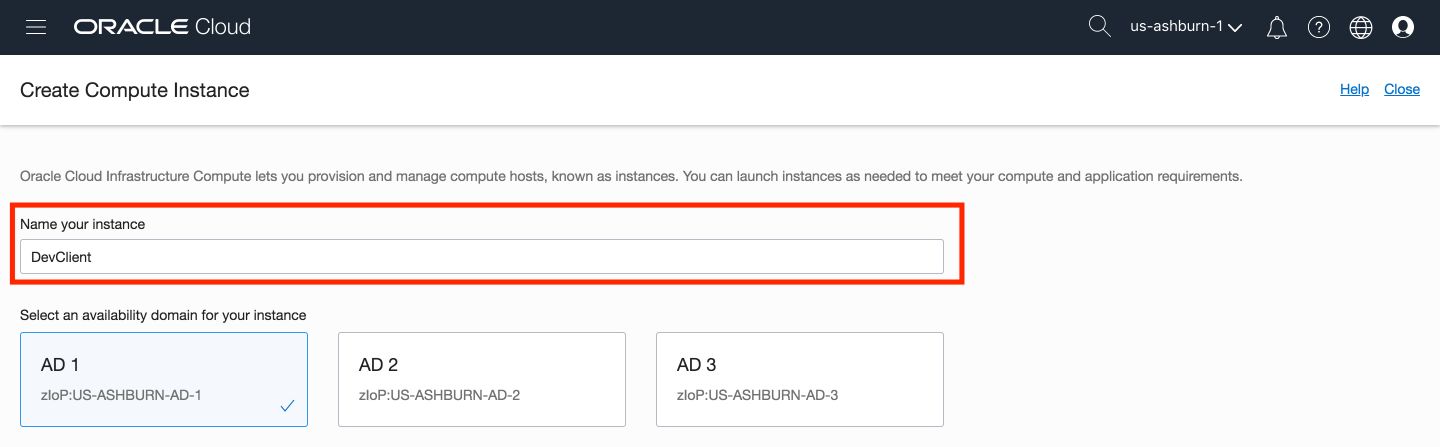 ORACLE Cloud
us-ashburn-1
Create Compute Instance
Help Close
Oracle Cloud Infrastructure Compute lets you provision and manage compute hosts, known as instances. You can launch instances as needed to meet your compute and application requirements.
Name your instance
DevClient
Select an availability domain for your instance
AD 1
zIoP:US-ASHBURN-AD-1
AD 2
zIoP:US-ASHBURN-AD-2
AD 3
zIoP:US-ASHBURN-AD-3